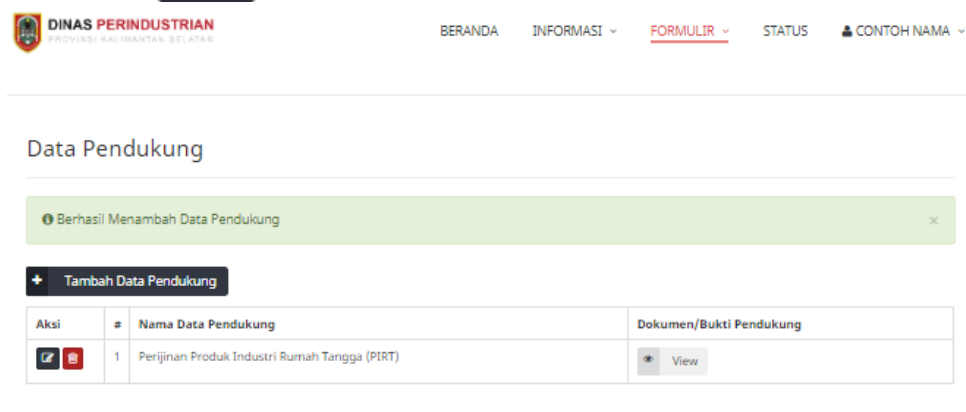 DINAS PERINDUSTRIAN
PROVINSI KALIMANTAN SELATAN
BERANDA INFORMASI FORMULIR STATUS CONTOH NAMA
Data Pendukung
Berhasil Menambah Data Pendukung ×
+ Tambah Data Pendukung
Aksi # Nama Data Pendukung Dokumen/Bukti Pendukung
1 Perijinan Produk Industri Rumah Tangga (PIRT) View